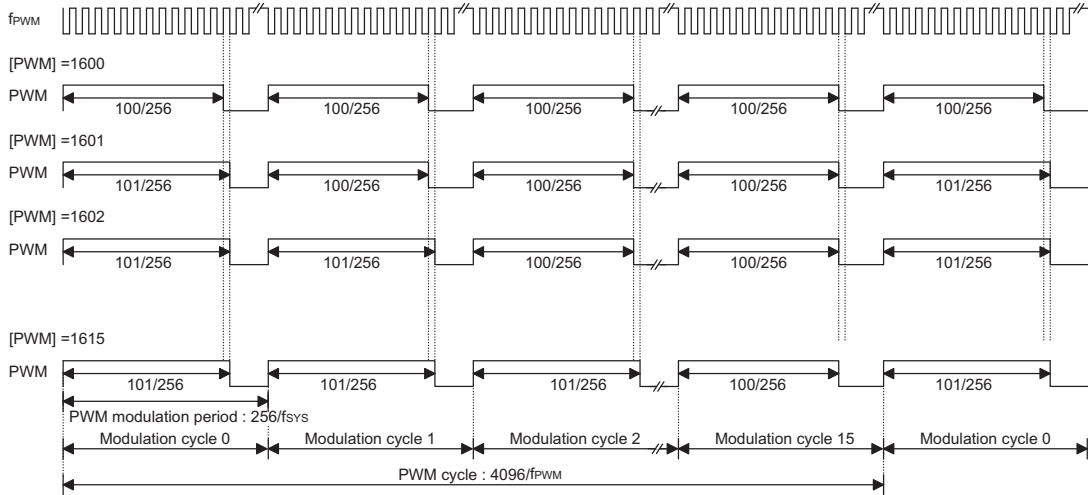 fPWM
[PWM] =1600
PWM
100/256 100/256 100/256 100/256 100/256
[PWM] =1601
PWM
101/256 100/256 100/256 100/256 101/256
[PWM] =1602
PWM
101/256 101/256 100/256 100/256 101/256
[PWM] =1615
PWM
101/256 101/256 101/256 100/256 101/256
PWM modulation period : 256/fSYS
Modulation cycle 0 Modulation cycle 1 Modulation cycle 2 Modulation cycle 15 Modulation cycle 0
PWM cycle : 4096/fPWM